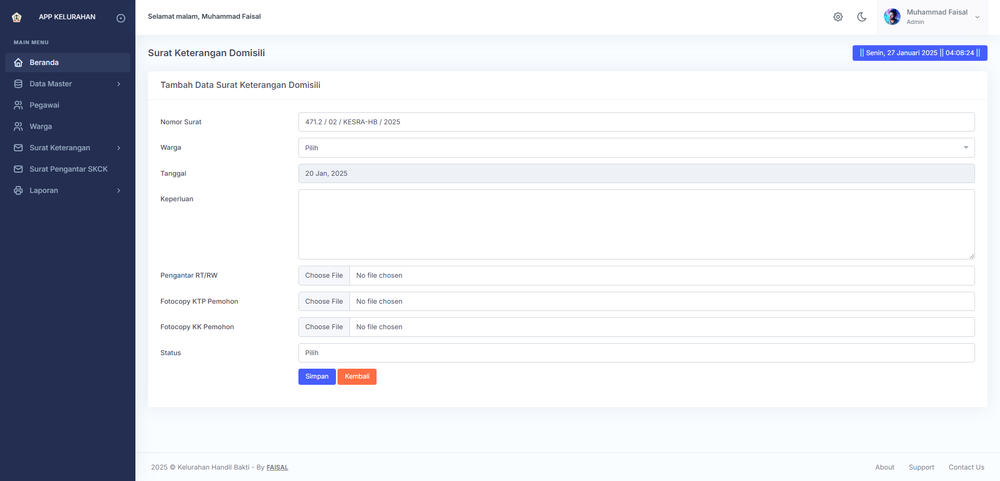 APP KELURAHAN
MAIN MENU
Beranda
Data Master
Pegawai
Warga
Surat Keterangan
Surat Pengantar SKCK
Laporan
Selamat malam, Muhammad Faisal
Muhammad Faisal
Admin
Surat Keterangan Domisili
|| Senin, 27 Januari 2025 || 04:08:24 ||
Tambah Data Surat Keterangan Domisili
Nomor Surat 471.2 / 02 / KESRA-HB / 2025
Warga Pilih
Tanggal 20 Jan, 2025
Keperluan
Pengantar RT/RW Choose File No file chosen
Fotocopy KTP Pemohon Choose File No file chosen
Fotocopy KK Pemohon Choose File No file chosen
Status Pilih
Simpan Kembali
2025 © Kelurahan Handil Bakti - By FAISAL
About Support Contact Us